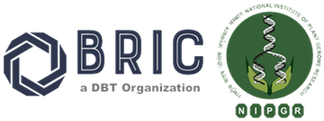 BRIC
a DBT Organization
NATIONAL INSTITUTE OF PLANT GENOME RESEARCH
NIPGR